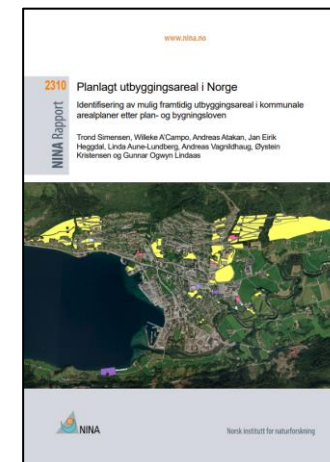 www.nina.no
2310
NINA Rapport
Planlagt utbyggingsareal i Norge
Identifisering av mulig framtidig utbyggingsareal i kommunale
arealplaner etter plan- og bygningsloven
Trond Simensen, Willeke A'Campo, Andreas Atakan, Jan Eirik
Heggdal, Linda Aune-Lundberg, Andreas Vagnildhaug, Øystein
Kristensen og Gunnar Ogwyn Lindaas
NINA
Norsk institutt for naturforskning